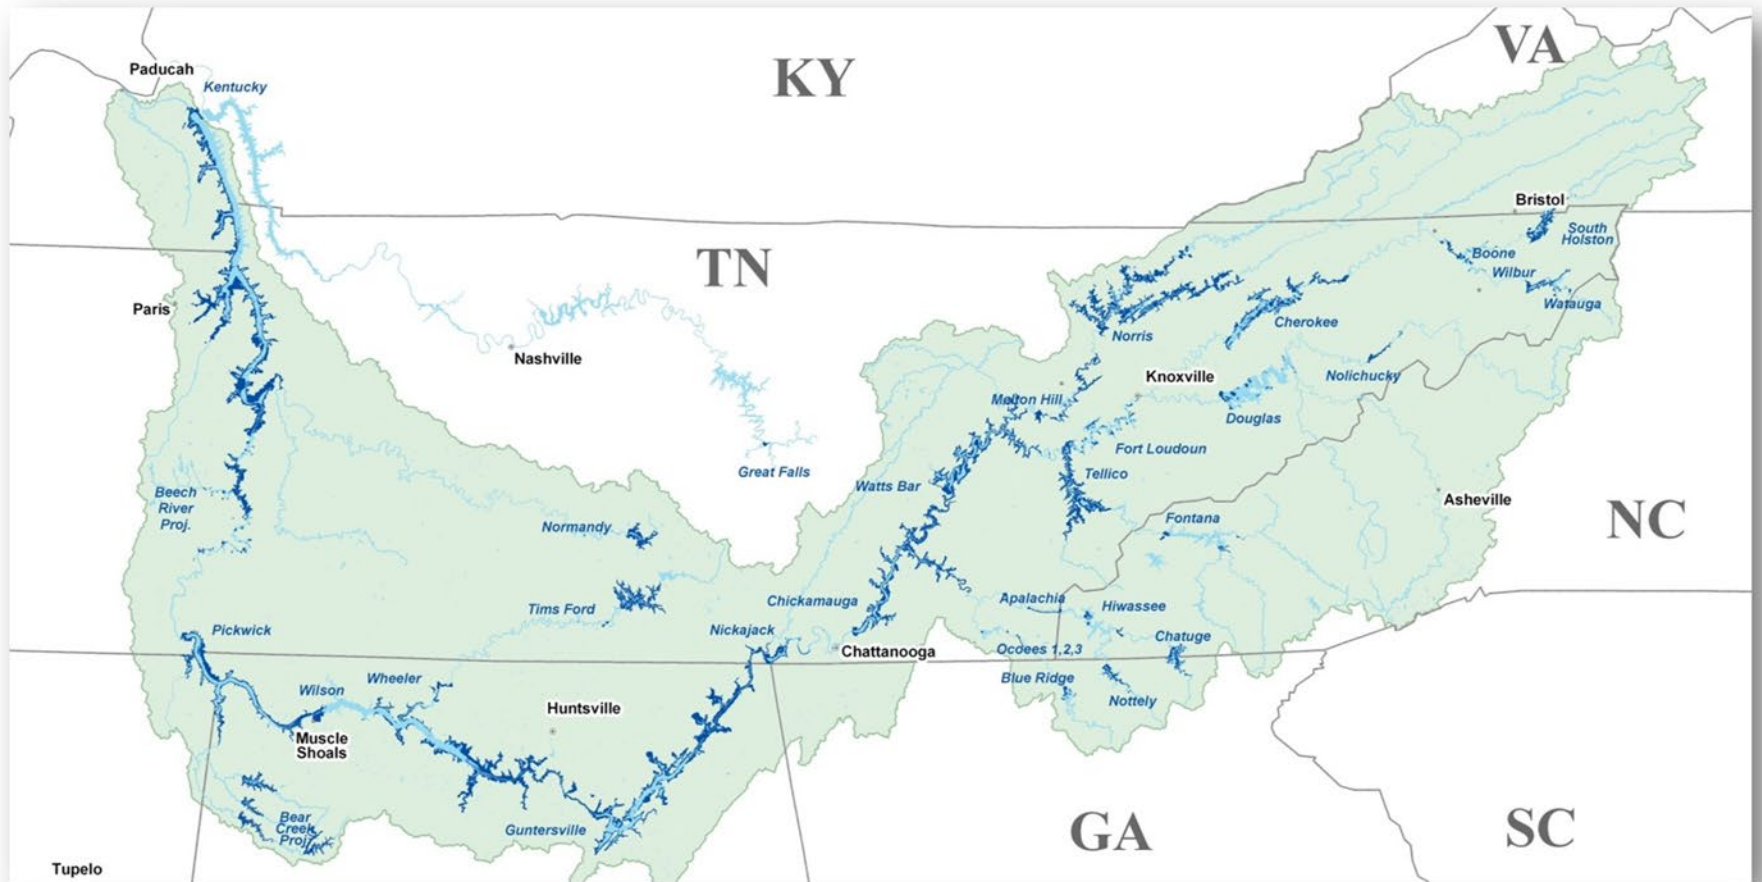 VA
KY
Paducah
Kentucky
Bristol
South
Holston
Boone
Wilbur
Watauga
TN
Paris
Nashville
Norris
Cherokee
Knoxville
Nolichucky
Melton Hill
Douglas
Fort Loudoun
Great Falls
Tellico
Watts Bar
Asheville
Beech
River
Proj.
Fontana
NC
Normandy
Tims Ford
Chickamauga
Apalachia
Hiwassee
Pickwick
Nickajack
Chatuge
Chattanooga
Ocoees 1,2,3
Blue Ridge
Wheeler
Wilson
Nottely
Huntsville
Muscle
Shoals
Bear
Creek
Proj.
Guntersville
GA
SC
Tupelo